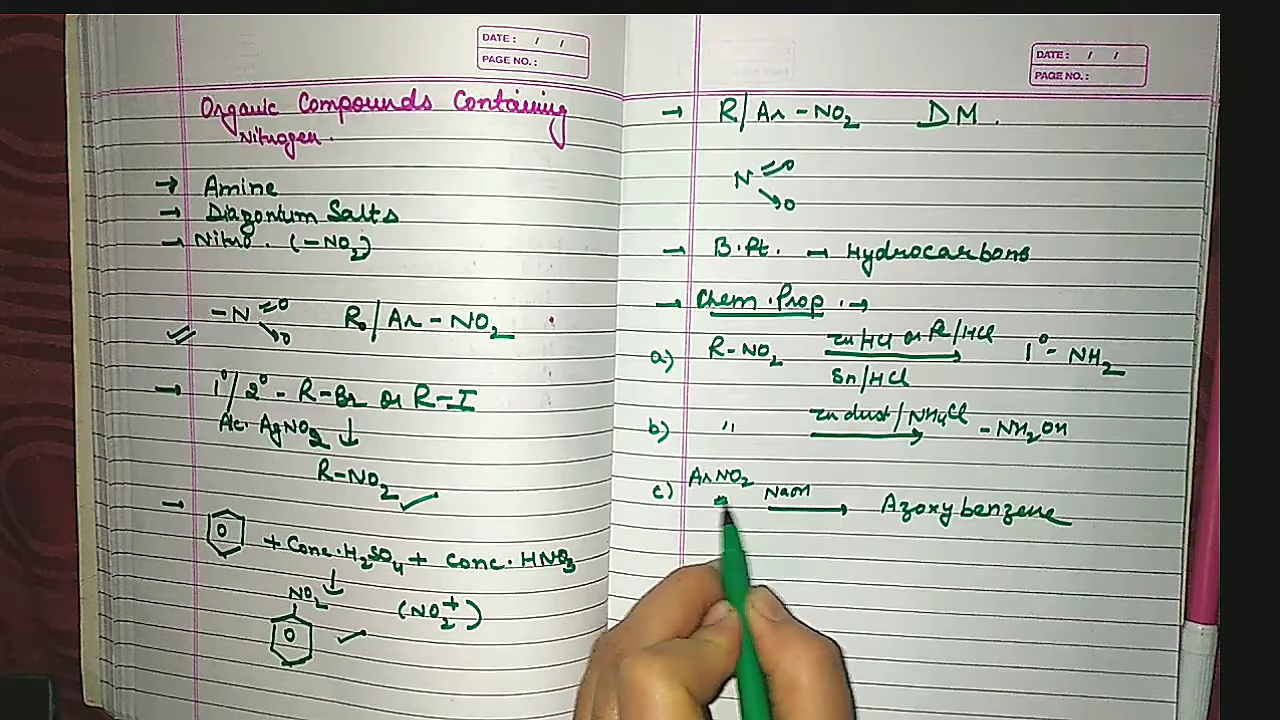 DATE: / /
PAGE NO.:
Organic Compounds Containing
Nitrogen.
→ Amine
→ Diazonium Salts
→ Nitro. (-NO2)
-N =O →O R/Ar-NO2
→ 1°/2° - R-Br or R-I
Ac. AgNO2 ↓
R-NO2 ✓
→ + Conc. H2SO4 + Conc. HNO3
↓
NO2 (NO2+)
DATE: / /
PAGE NO.:
→ R/Ar-NO2 DM.
N =O
→O
→ B.Pt. → Hydrocarbons
→ Chem. Prop. →
a) R-NO2 Zn/HCl or Fe/HCl → 1°-NH2
Sn/HCl
b) " Zn dust/NH4Cl → -NH2OH
c) ArNO2 NaOH → Azoxybenzene